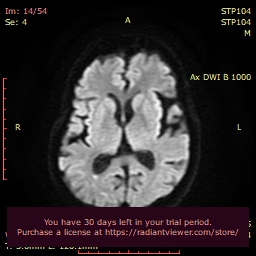 Im: 14/54
Se: 4
A
STP104
STP104
M
Ax DWI B 1000
R
L
You have 30 days left in your trial period.
Purchase a license at https://radiantviewer.com/store/